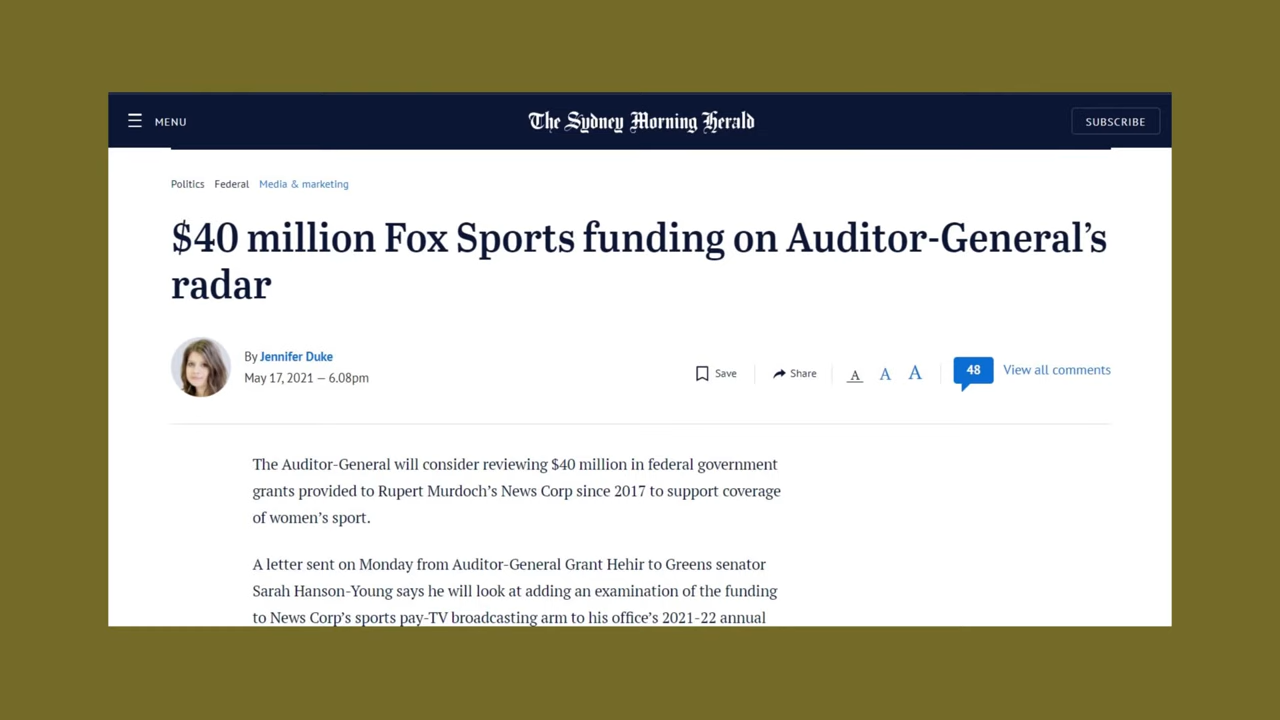 MENU
The Sydney Morning Herald
SUBSCRIBE
Politics Federal Media & marketing
$40 million Fox Sports funding on Auditor-General’s
radar
By Jennifer Duke
May 17, 2021 — 6.08pm
Save
Share
A A A
48
View all comments
The Auditor-General will consider reviewing $40 million in federal government
grants provided to Rupert Murdoch’s News Corp since 2017 to support coverage
of women’s sport.
A letter sent on Monday from Auditor-General Grant Hehir to Greens senator
Sarah Hanson-Young says he will look at adding an examination of the funding
to News Corp’s sports pay-TV broadcasting arm to his office’s 2021-22 annual